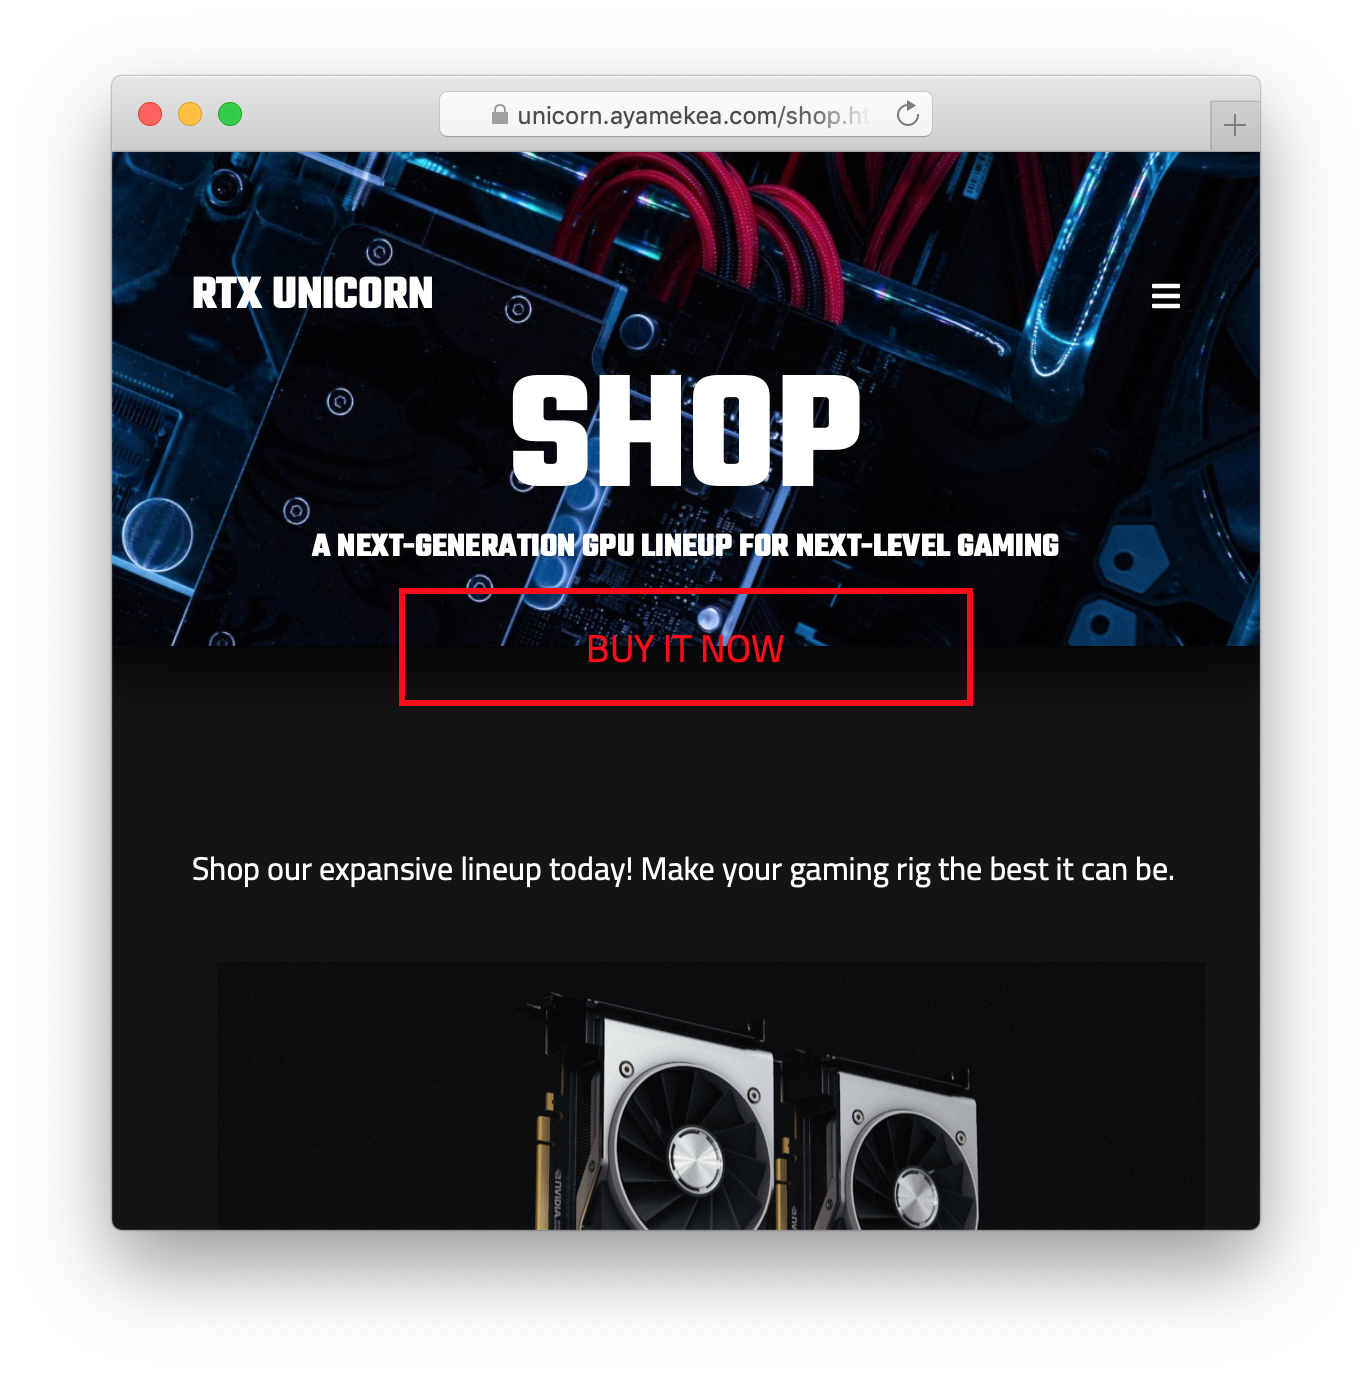 unicorn.ayamekea.com/shop.ht
RTX UNICORN
SHOP
A NEXT-GENERATION GPU LINEUP FOR NEXT-LEVEL GAMING
BUY IT NOW
Shop our expansive lineup today! Make your gaming rig the best it can be.
NVIDIA
NVIDIA